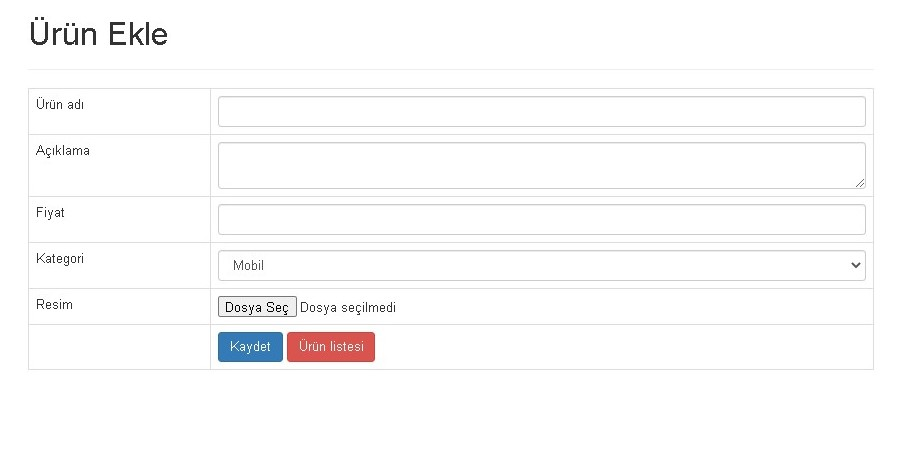 Ürün Ekle
Ürün adı
Açıklama
Fiyat
Kategori Mobil
Resim Dosya Seç Dosya seçilmedi
Kaydet Ürün listesi